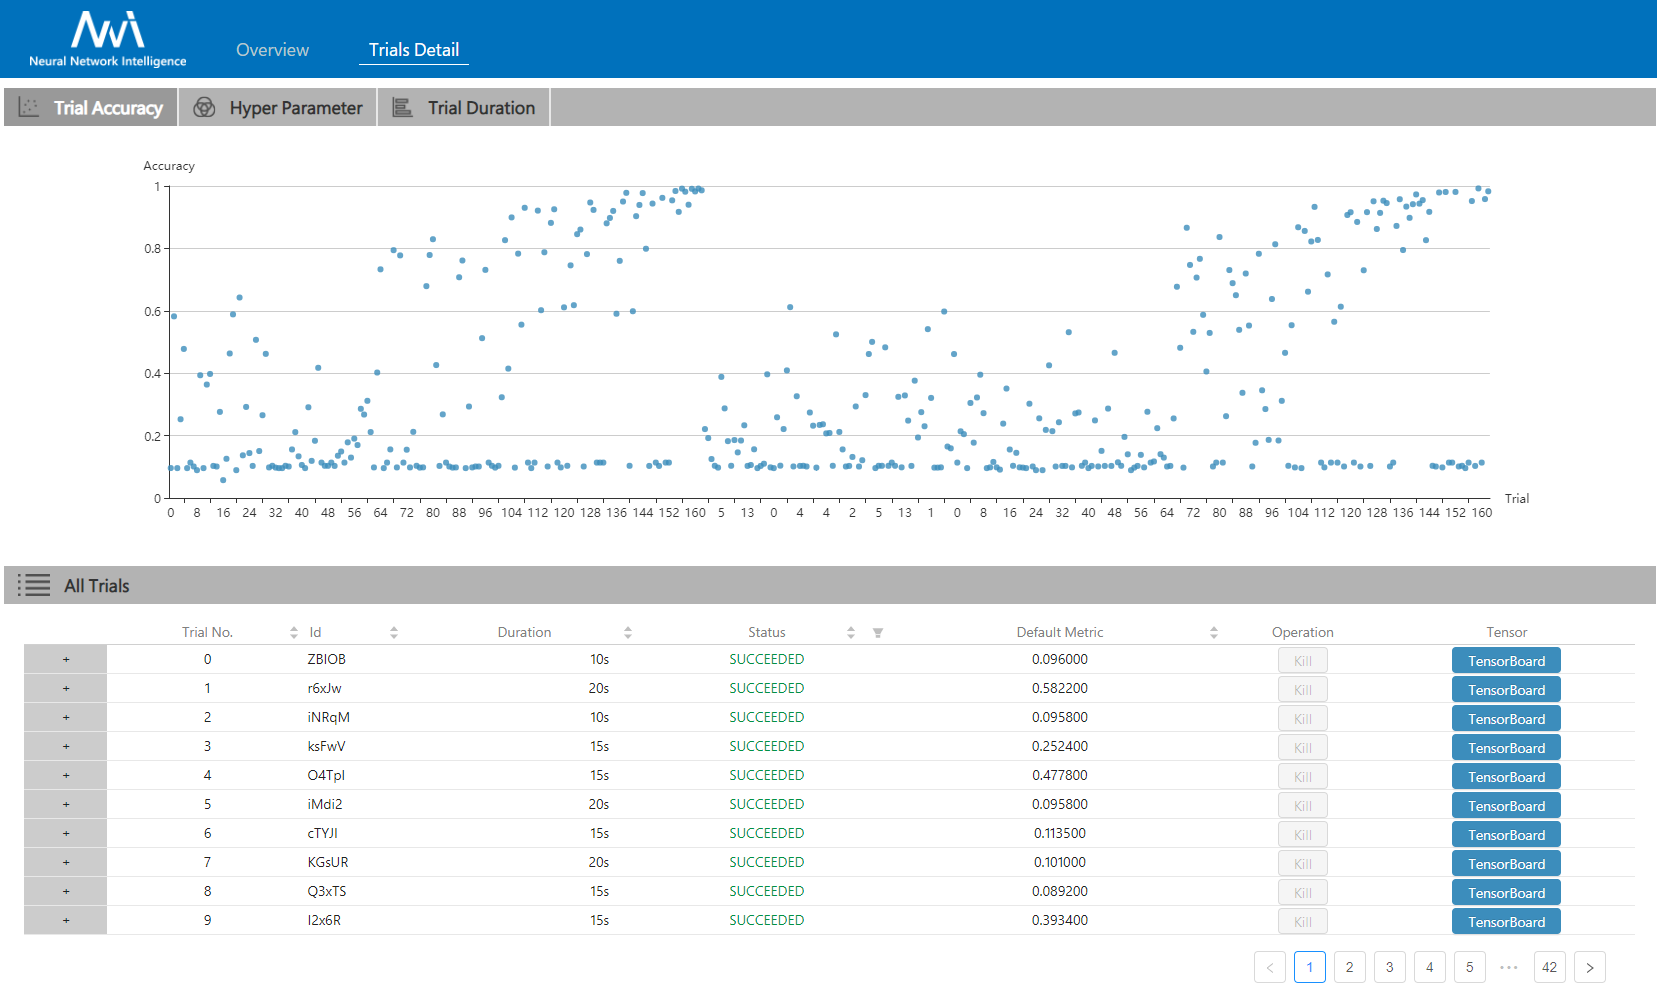 Neural Network Intelligence
Overview
Trials Detail
Trial Accuracy
Hyper Parameter
Trial Duration
Accuracy
1
0.8
0.6
0.4
0.2
0
0 8 16 24 32 40 48 56 64 72 80 88 96 104 112 120 128 136 144 152 160 5 13 0 4 4 2 5 13 1 0 8 16 24 32 40 48 56 64 72 80 88 96 104 112 120 128 136 144 152 160
Trial
All Trials
Trial No. Id Duration Status Default Metric Operation Tensor
+ 0 ZBIOB 10s SUCCEEDED 0.096000 Kill TensorBoard
+ 1 r6xJw 20s SUCCEEDED 0.582200 Kill TensorBoard
+ 2 iNRqM 10s SUCCEEDED 0.095800 Kill TensorBoard
+ 3 ksFwV 15s SUCCEEDED 0.252400 Kill TensorBoard
+ 4 O4TpI 15s SUCCEEDED 0.477800 Kill TensorBoard
+ 5 iMdi2 20s SUCCEEDED 0.095800 Kill TensorBoard
+ 6 cTYJl 15s SUCCEEDED 0.113500 Kill TensorBoard
+ 7 KGsUR 20s SUCCEEDED 0.101000 Kill TensorBoard
+ 8 Q3xTS 15s SUCCEEDED 0.089200 Kill TensorBoard
+ 9 I2x6R 15s SUCCEEDED 0.393400 Kill TensorBoard
< 1 2 3 4 5 ••• 42 >